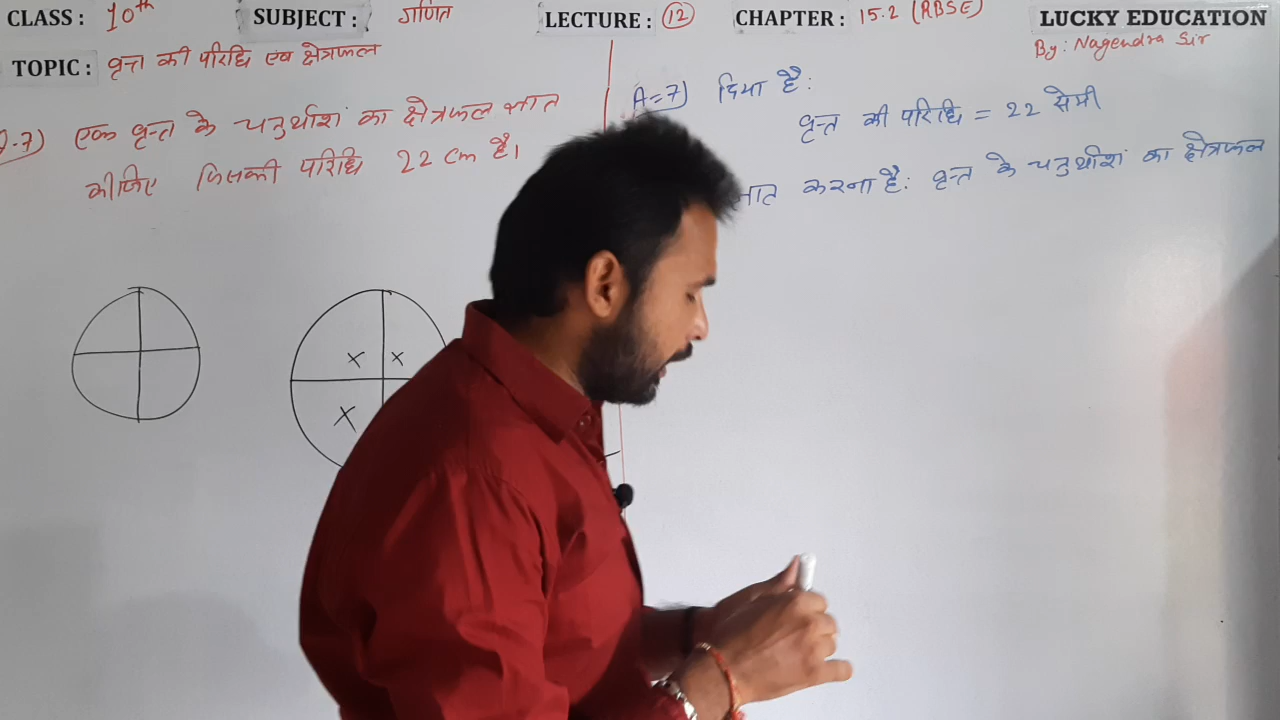 CLASS : 10th SUBJECT : गणित LECTURE : 12 CHAPTER : 15.2 (RBSE) LUCKY EDUCATION
By: Nagendra Sir
TOPIC : वृत्त की परिधि एवं क्षेत्रफल
Q.7) एक वृत्त के चतुर्थांश का क्षेत्रफल ज्ञात
कीजिए जिसकी परिधि 22 cm है।
A=7) दिया है:
वृत्त की परिधि = 22 सेमी
ज्ञात करना है: वृत्त के चतुर्थांश का क्षेत्रफल